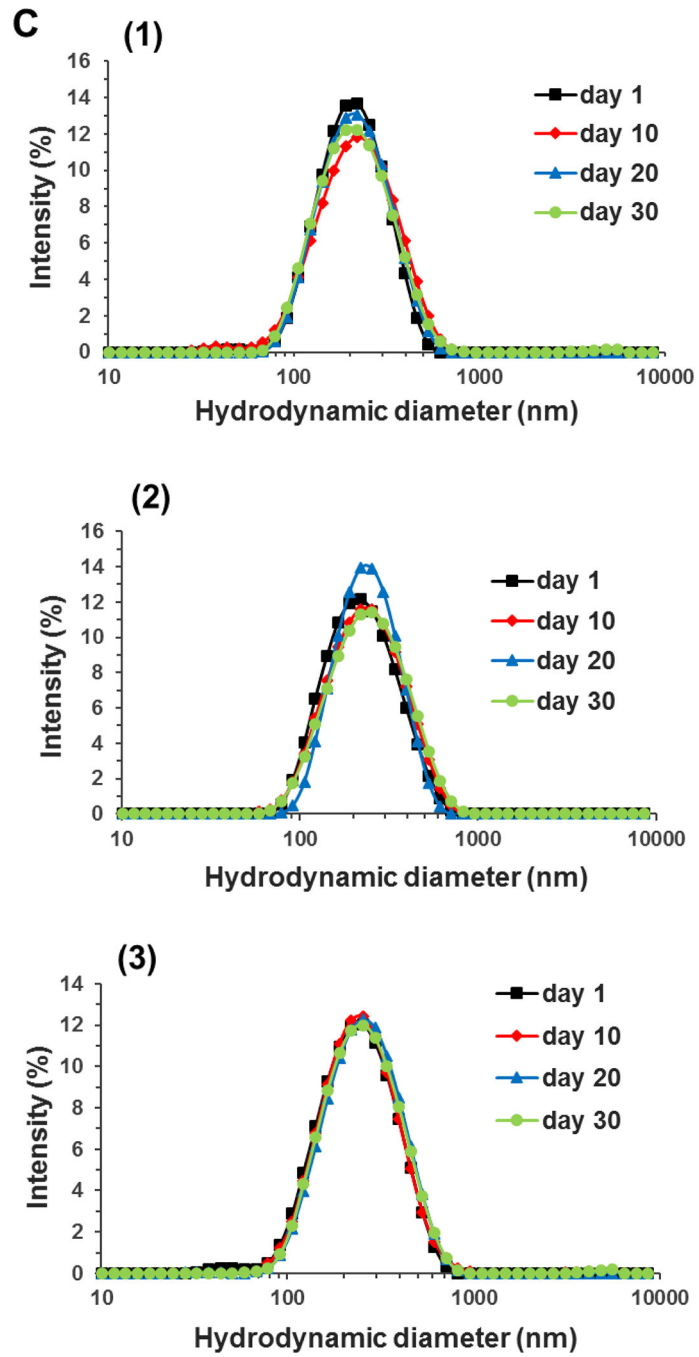 C
(1)
16
14
12
10
8
6
4
2
0
Intensity (%)
day 1
day 10
day 20
day 30
10 100 1000 10000
Hydrodynamic diameter (nm)
(2)
16
14
12
10
8
6
4
2
0
Intensity (%)
day 1
day 10
day 20
day 30
10 100 1000 10000
Hydrodynamic diameter (nm)
(3)
14
12
10
8
6
4
2
0
Intensity (%)
day 1
day 10
day 20
day 30
10 100 1000 10000
Hydrodynamic diameter (nm)